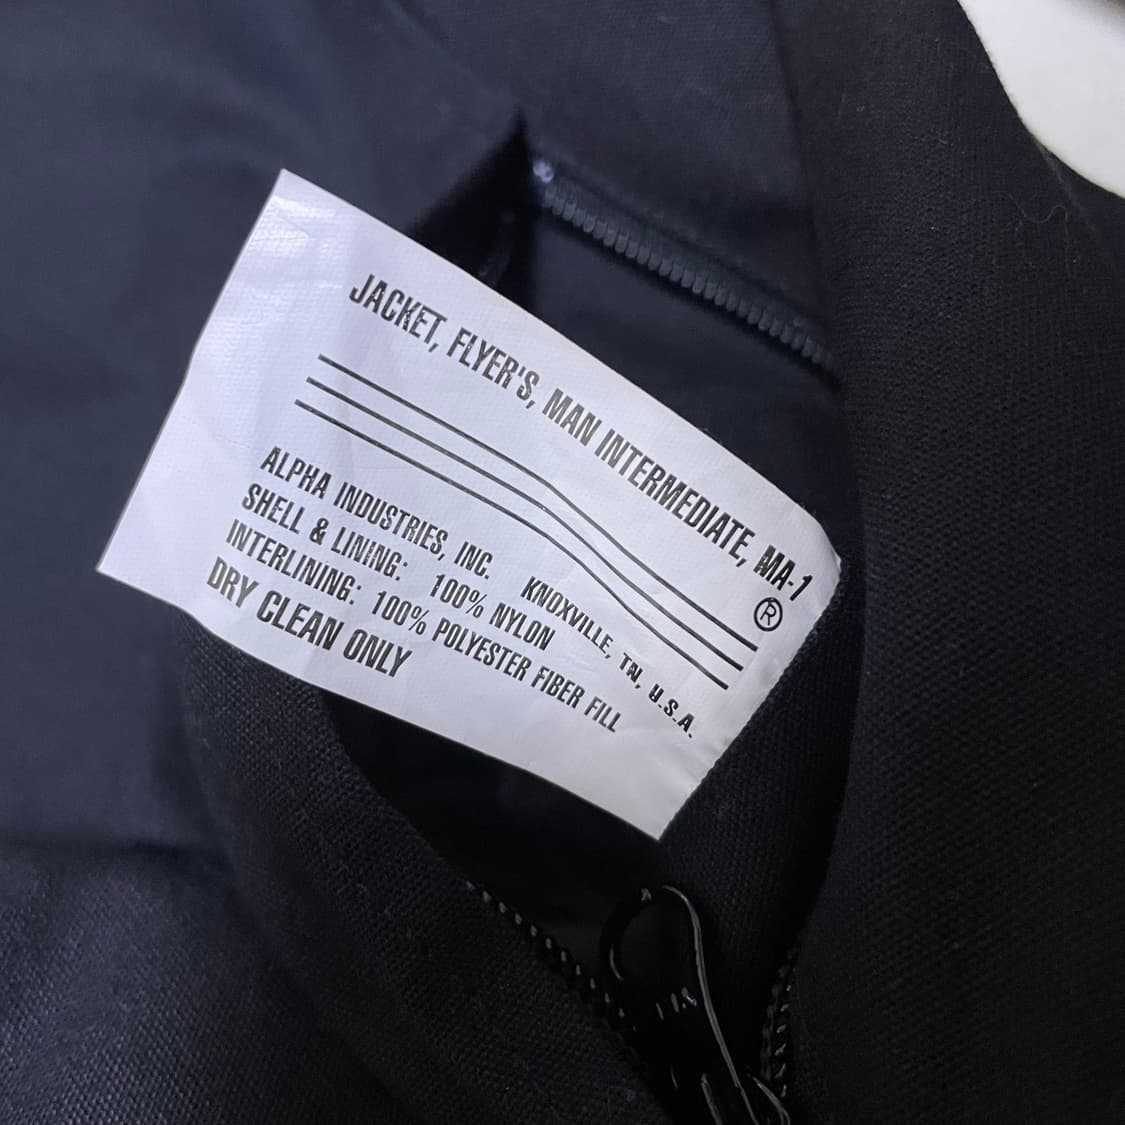 JACKET, FLYER'S, MAN INTERMEDIATE, MA-1
®
ALPHA INDUSTRIES, INC. KNOXVILLE, TN, U.S.A.
SHELL & LINING: 100% NYLON
INTERLINING: 100% POLYESTER FIBER FILL
DRY CLEAN ONLY